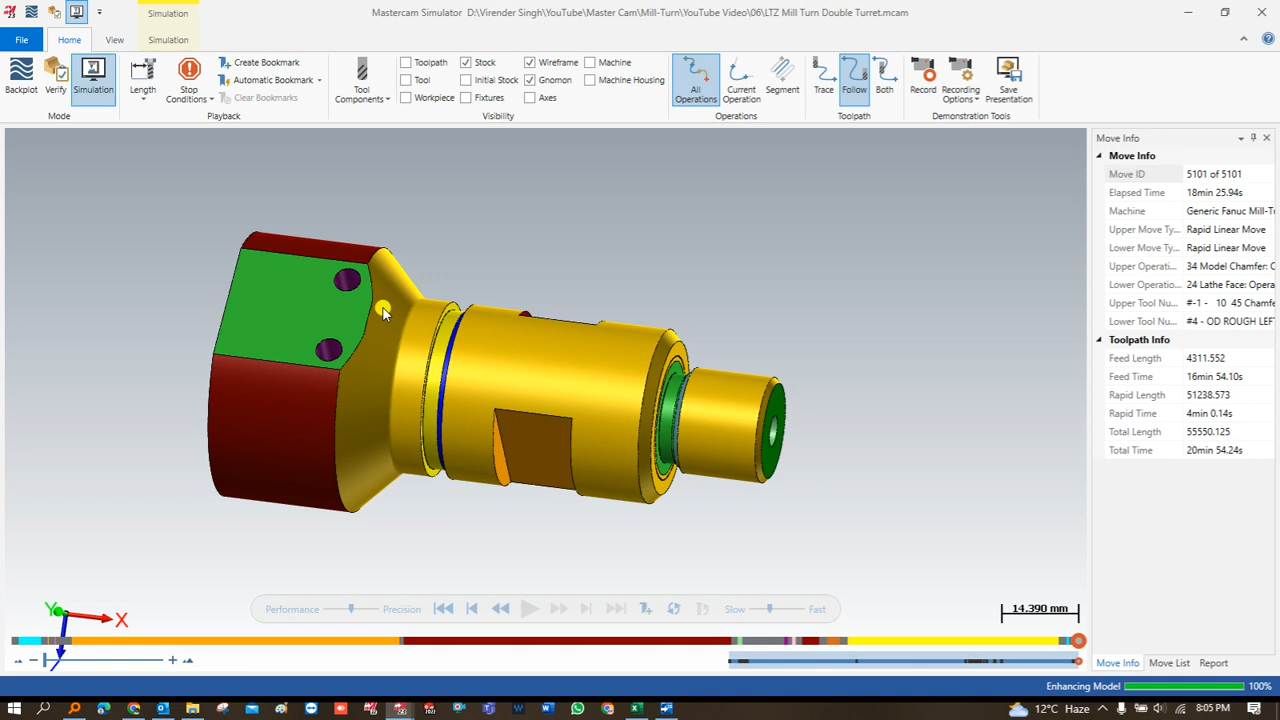 Simulation
Mastercam Simulator D:\Virender Singh\YouTube\Master Cam\Mill-Turn\YouTube Video\06\LTZ Mill Turn Double Turret.mcam
File
Home
View
Simulation
Backplot
Verify
Simulation
Mode
Length
Stop Conditions
Create Bookmark
Automatic Bookmark
Clear Bookmarks
Playback
Tool Components
Toolpath
Tool
Workpiece
Stock
Initial Stock
Fixtures
Wireframe
Gnomon
Axes
Machine
Machine Housing
Visibility
All Operations
Current Operation
Segment
Operations
Trace
Follow
Both
Toolpath
Record
Recording Options
Save Presentation
Demonstration Tools
Move Info
Move Info
Move ID 5101 of 5101
Elapsed Time 18min 25.94s
Machine Generic Fanuc Mill-T
Upper Move Ty... Rapid Linear Move
Lower Move Ty... Rapid Linear Move
Upper Operati... 34 Model Chamfer: C
Lower Operatio... 24 Lathe Face: Opera
Upper Tool Nu... #-1 - 10 45 Chamfer
Lower Tool Nu... #4 - OD ROUGH LEFT
Toolpath Info
Feed Length 4311.552
Feed Time 16min 54.10s
Rapid Length 51238.573
Rapid Time 4min 0.14s
Total Length 55550.125
Total Time 20min 54.24s
Y X
Performance Precision
Slow Fast
14.390 mm
Move Info Move List Report
Enhancing Model 100%
12°C Haze
8:05 PM